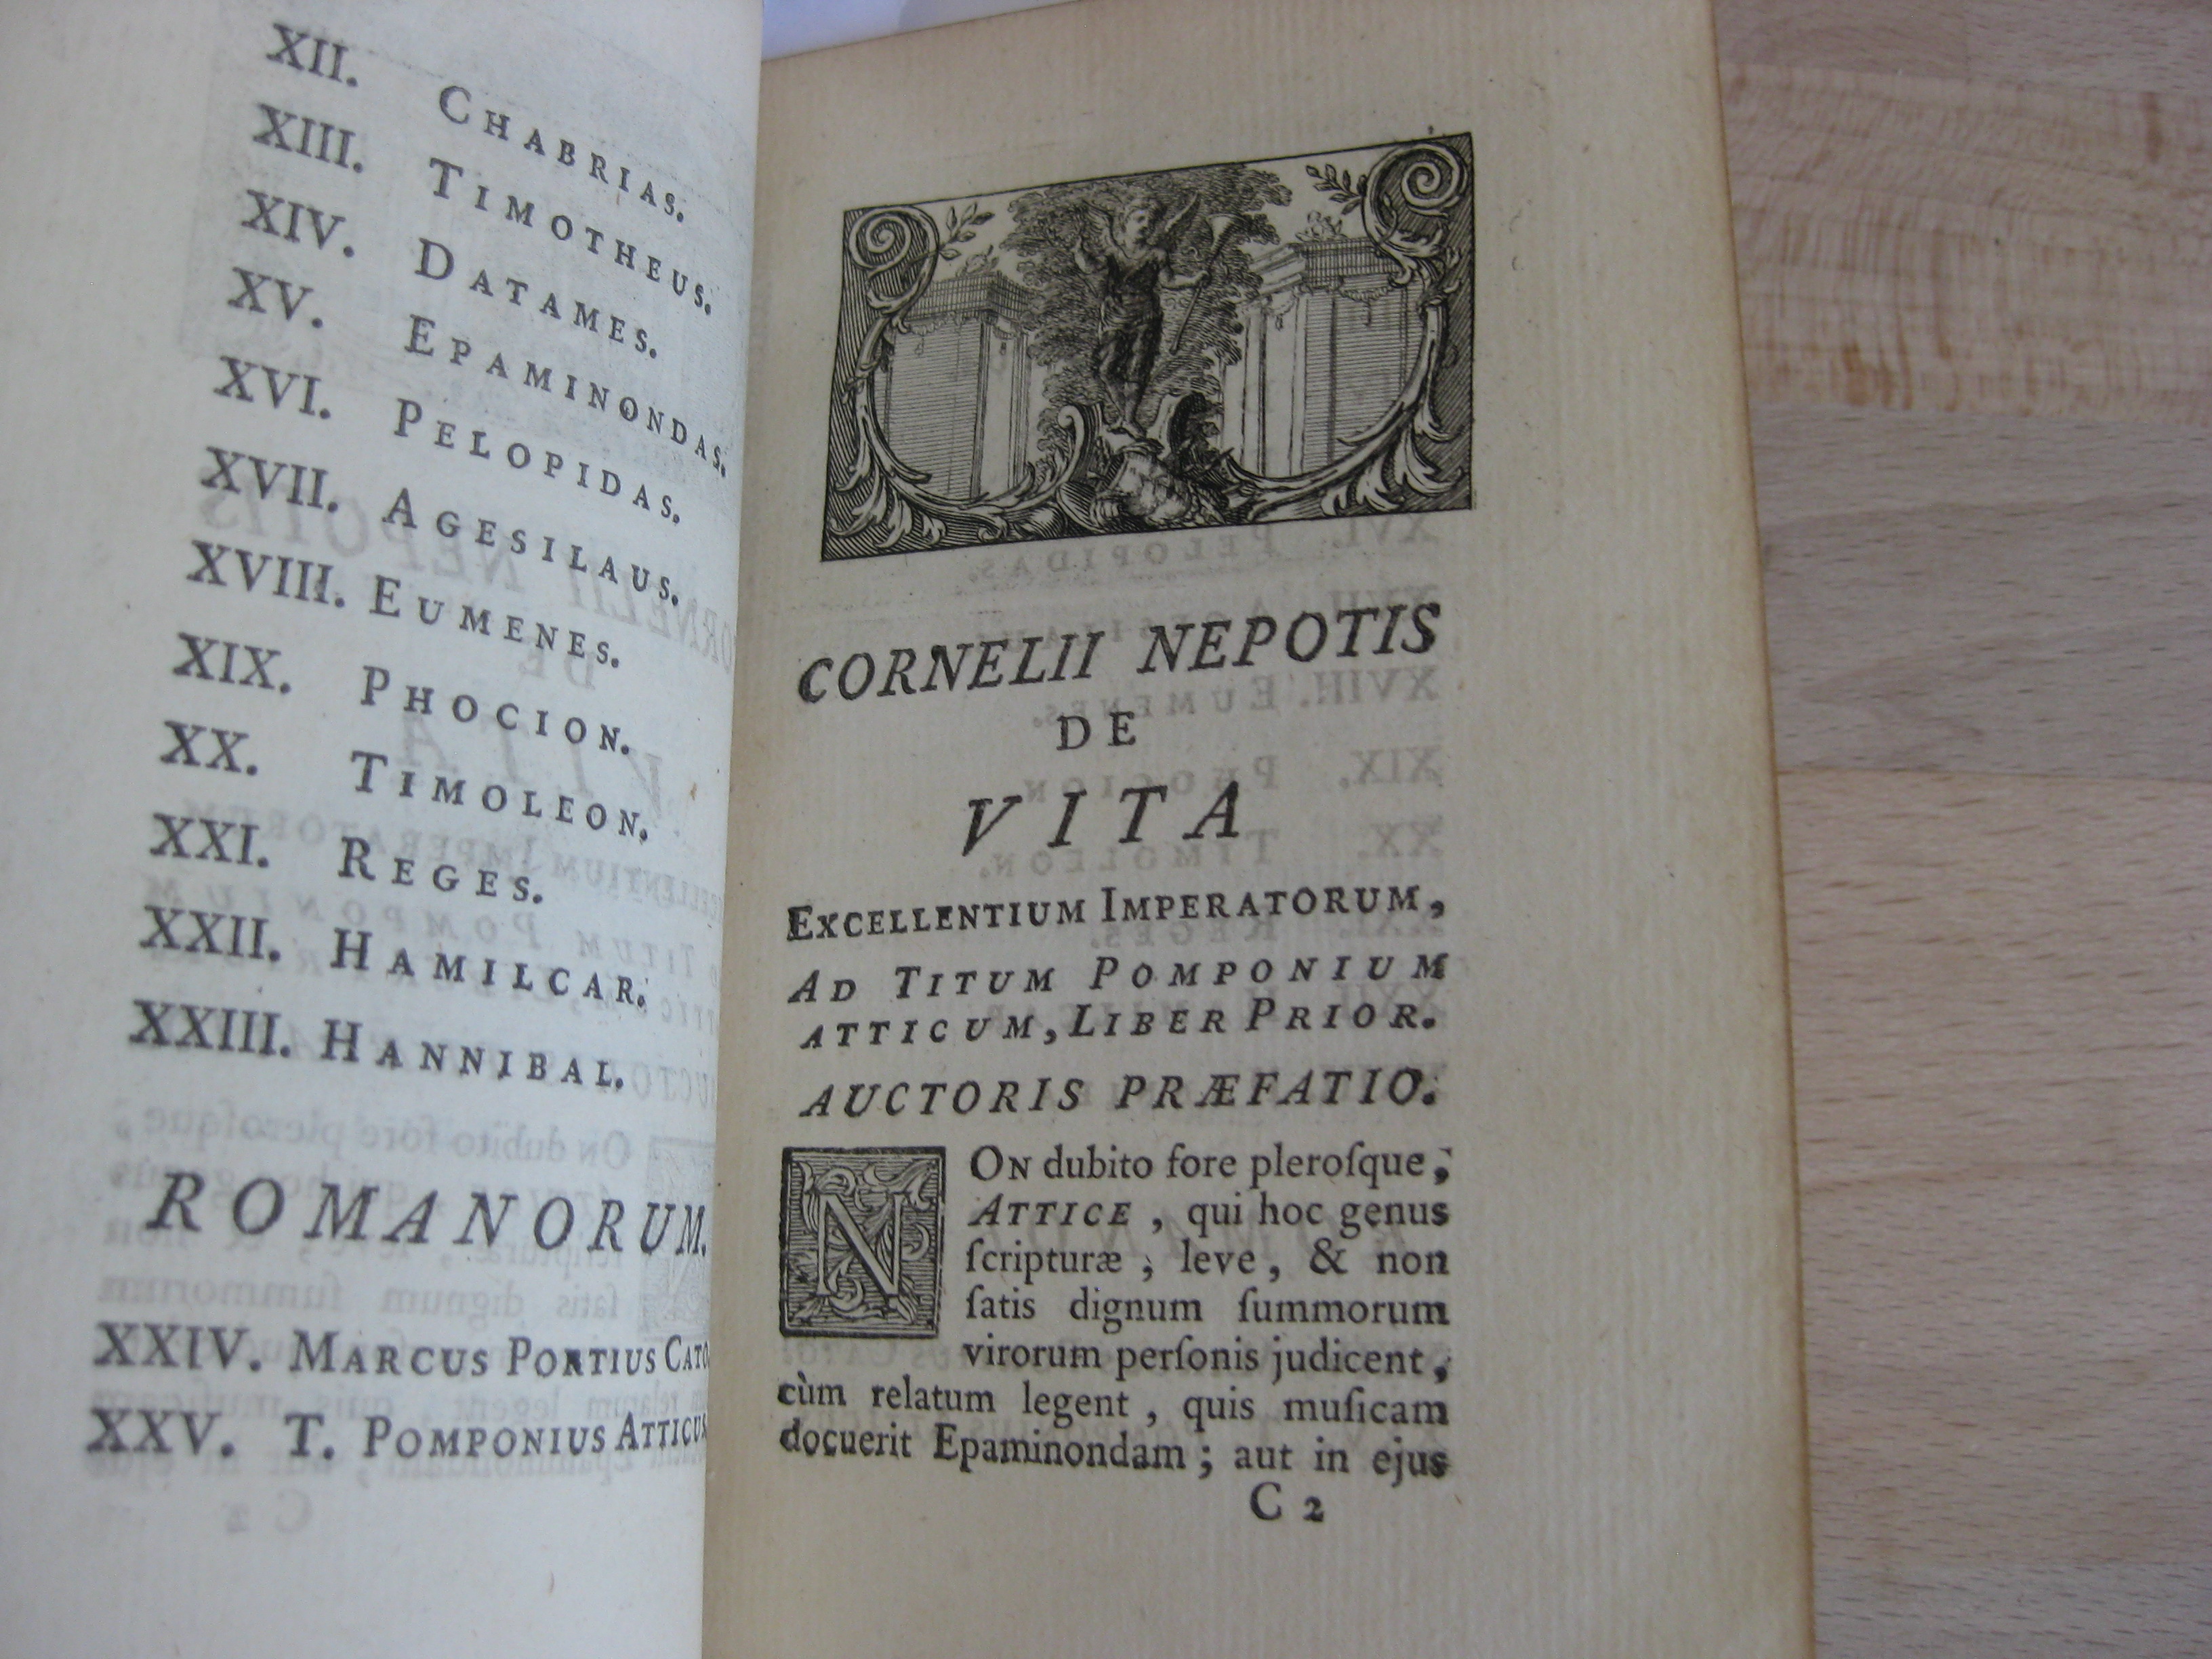 XII. CHABRIAS.
XIII. TIMOTHEUS.
XIV. DATAMES.
XV. EPAMINONDAS.
XVI. PELOPIDAS.
XVII. AGESILAUS.
XVIII. EUMENES.
XIX. PHOCION.
XX. TIMOLEON.
XXI. REGES.
XXII. HAMILCAR.
XXIII. HANNIBAL.
ROMANORUM.
XXIV. MARCUS PORTIUS CATO
XXV. T. POMPONIUS ATTICUS
CORNELII NEPOTIS
DE
VITA
EXCELLENTIUM IMPERATORUM,
AD TITUM POMPONIUM
ATTICUM, LIBER PRIOR.
AUCTORIS PRÆFATIO.
NON dubito fore pleroſque,
ATTICE, qui hoc genus
ſcripturæ, leve, & non
ſatis dignum ſummorum
virorum perſonis judicent,
cùm relatum legent, quis muſicam
docuerit Epaminondam; aut in ejus
C 2